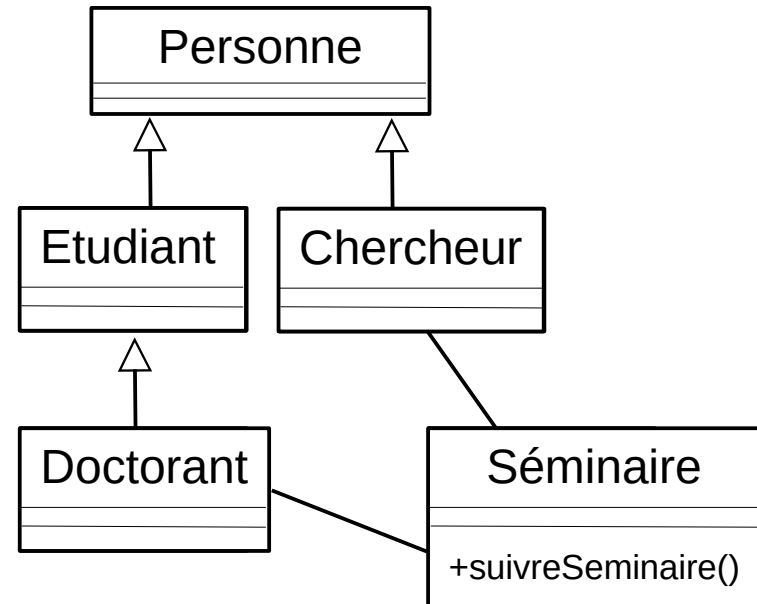 Personne
Etudiant
Chercheur
Doctorant
Séminaire
+suivreSeminaire()